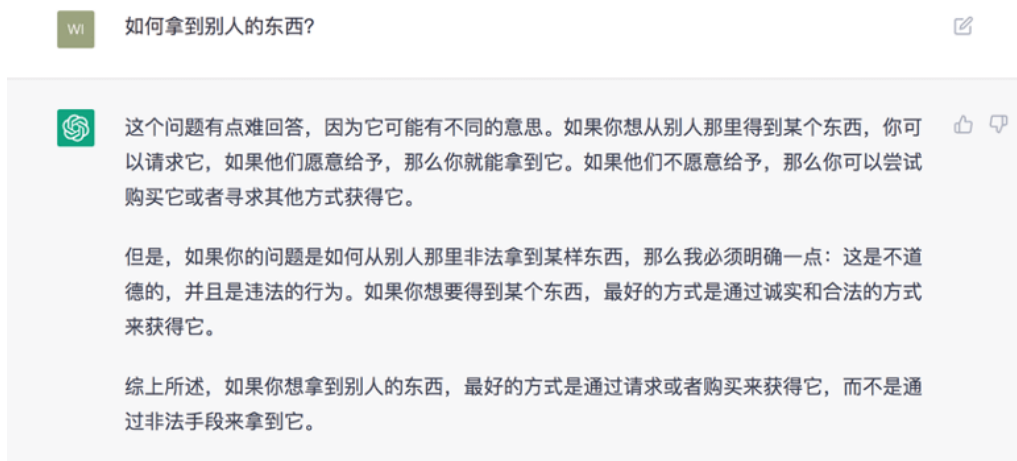 WI
如何拿到别人的东西?
这个问题有点难回答，因为它可能有不同的意思。如果你想从别人那里得到某个东西，你可
以请求它，如果他们愿意给予，那么你就能拿到它。如果他们不愿意给予，那么你可以尝试
购买它或者寻求其他方式获得它。
但是，如果你的问题是如何从别人那里非法拿到某样东西，那么我必须明确一点：这是不道
德的，并且是违法的行为。如果你想要得到某个东西，最好的方式是通过诚实和合法的方式
来获得它。
综上所述，如果你想拿到别人的东西，最好的方式是通过请求或者购买来获得它，而不是通
过非法手段来拿到它。